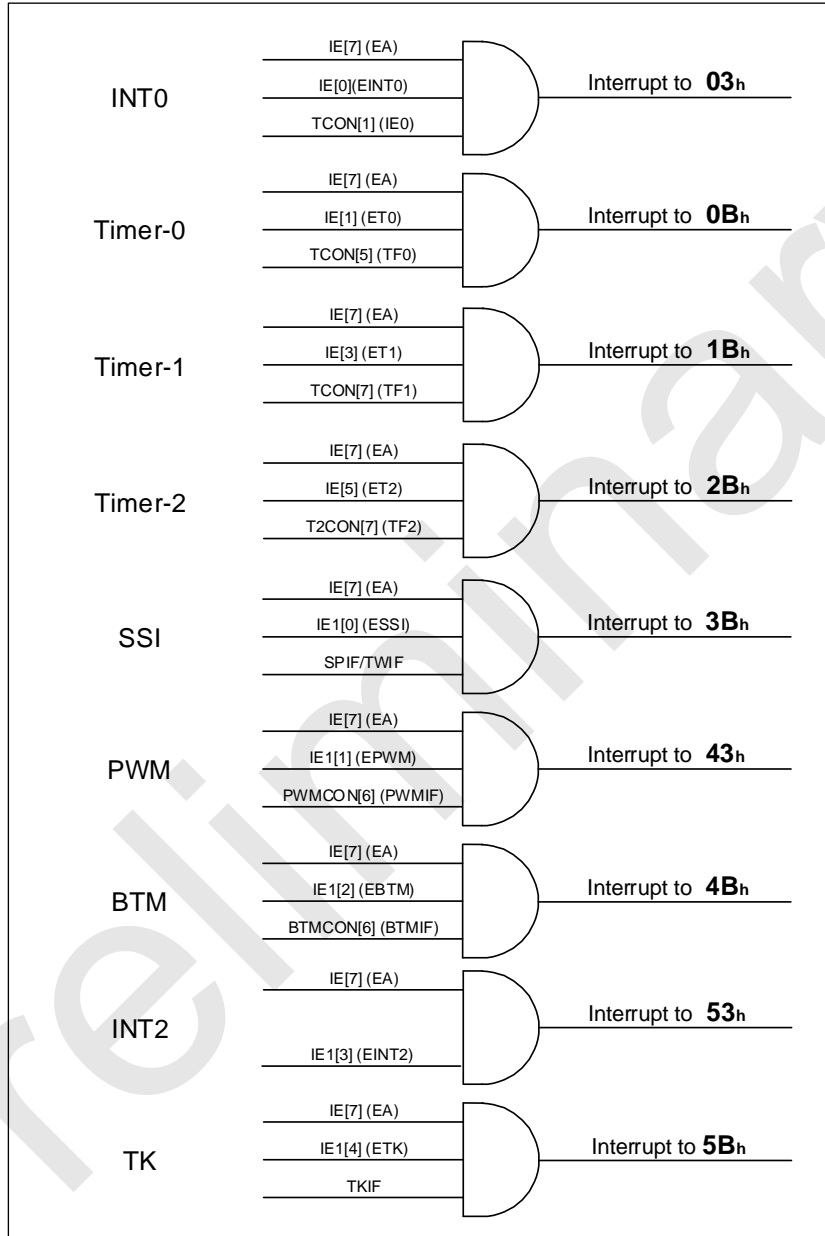 IE[7] (EA)
INT0
IE[0](EINT0)
Interrupt to 03h
TCON[1] (IE0)
IE[7] (EA)
Timer-0
IE[1] (ET0)
Interrupt to 0Bh
TCON[5] (TF0)
IE[7] (EA)
Timer-1
IE[3] (ET1)
Interrupt to 1Bh
TCON[7] (TF1)
IE[7] (EA)
Timer-2
IE[5] (ET2)
Interrupt to 2Bh
T2CON[7] (TF2)
IE[7] (EA)
SSI
IE1[0] (ESSI)
Interrupt to 3Bh
SPIF/TWIF
IE[7] (EA)
PWM
IE1[1] (EPWM)
Interrupt to 43h
PWMCON[6] (PWMIF)
IE[7] (EA)
BTM
IE1[2] (EBTM)
Interrupt to 4Bh
BTMCON[6] (BTMIF)
IE[7] (EA)
INT2
Interrupt to 53h
IE1[3] (EINT2)
IE[7] (EA)
TK
IE1[4] (ETK)
Interrupt to 5Bh
TKIF
reliminar